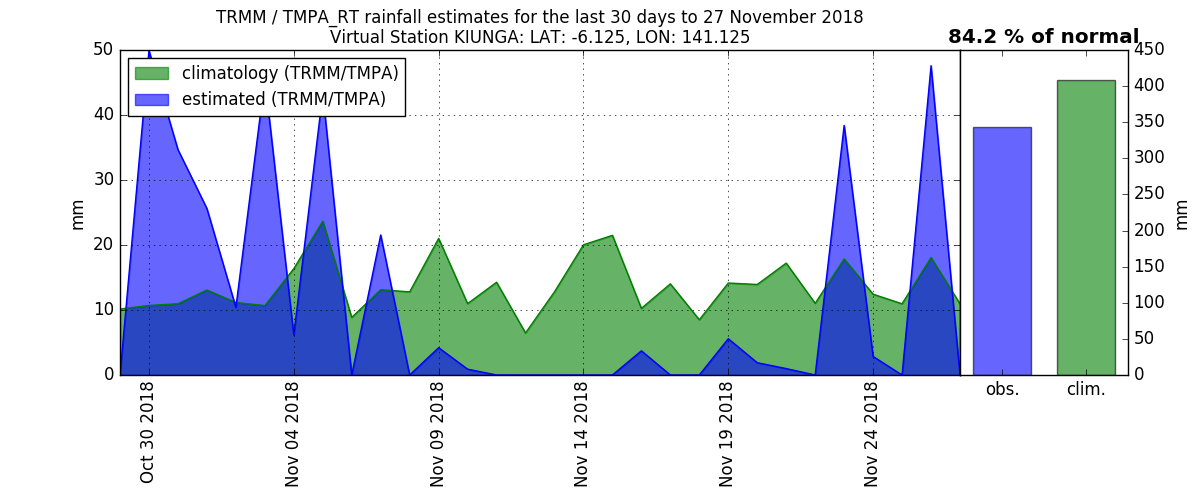 TRMM / TMPA_RT rainfall estimates for the last 30 days to 27 November 2018
Virtual Station KIUNGA: LAT: -6.125, LON: 141.125
84.2 % of normal
climatology (TRMM/TMPA)
estimated (TRMM/TMPA)
50
40
30
20
10
0
mm
Oct 30 2018
Nov 04 2018
Nov 09 2018
Nov 14 2018
Nov 19 2018
Nov 24 2018
obs.
clim.
450
400
350
300
250
200
150
100
50
0
mm